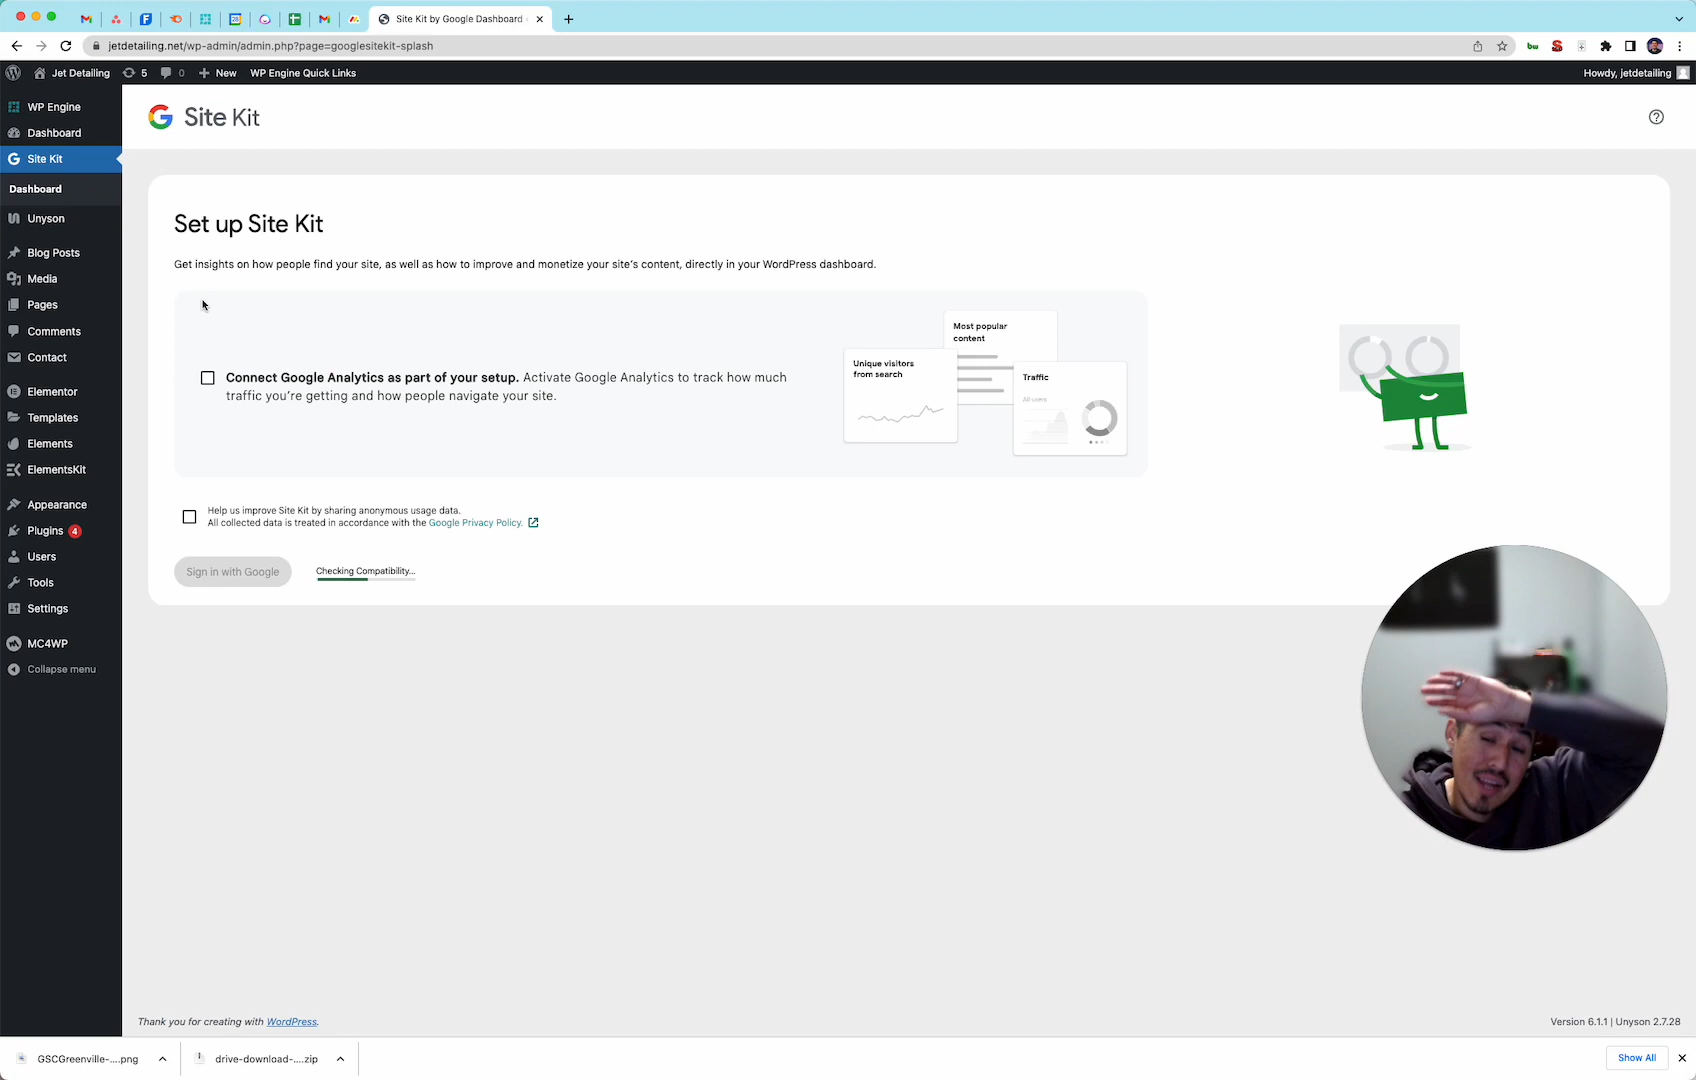 Site Kit by Google Dashboard
jetdetailing.net/wp-admin/admin.php?page=googlesitekit-splash
Jet Detailing 5 0 New WP Engine Quick Links Howdy, jetdetailing
WP Engine
Dashboard
Site Kit
Dashboard
Unyson
Blog Posts
Media
Pages
Comments
Contact
Elementor
Templates
Elements
ElementsKit
Appearance
Plugins 4
Users
Tools
Settings
MC4WP
Collapse menu
Site Kit
Set up Site Kit
Get insights on how people find your site, as well as how to improve and monetize your site's content, directly in your WordPress dashboard.
Connect Google Analytics as part of your setup. Activate Google Analytics to track how much
traffic you're getting and how people navigate your site.
Most popular
content
Unique visitors
from search
Traffic
All users
Help us improve Site Kit by sharing anonymous usage data.
All collected data is treated in accordance with the Google Privacy Policy.
Sign in with Google
Checking Compatibility...
Thank you for creating with WordPress.
Version 6.1.1 | Unyson 2.7.28
GSCGreenville-....png
drive-download-....zip
Show All